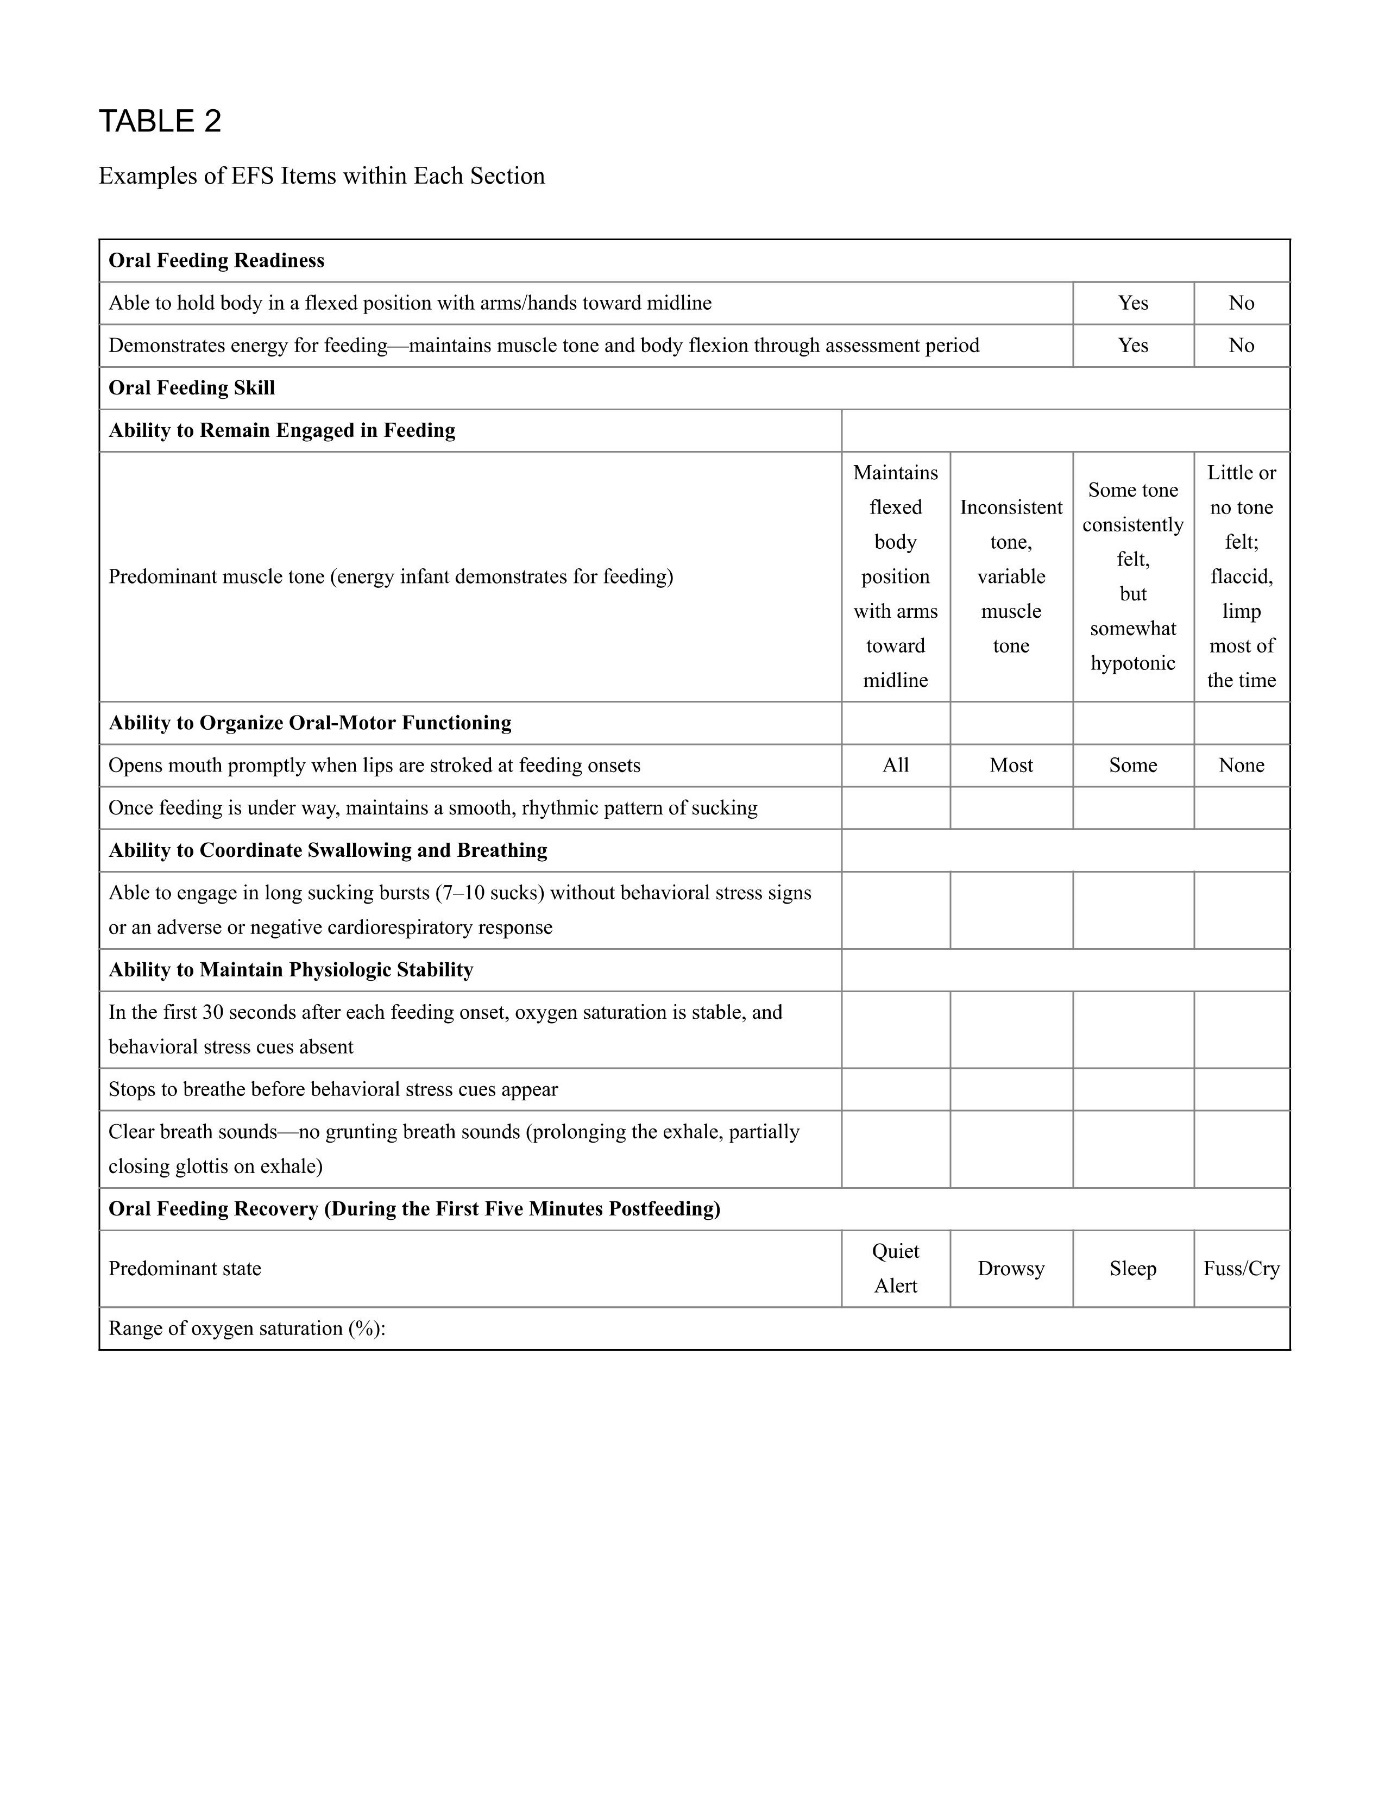 TABLE 2
Examples of EFS Items within Each Section
Oral Feeding Readiness
Able to hold body in a flexed position with arms/hands toward midline Yes No
Demonstrates energy for feeding—maintains muscle tone and body flexion through assessment period Yes No
Oral Feeding Skill
Ability to Remain Engaged in Feeding
Predominant muscle tone (energy infant demonstrates for feeding)
Maintains
flexed
body
position
with arms
toward
midline
Inconsistent
tone,
variable
muscle
tone
Some tone
consistently
felt,
but
somewhat
hypotonic
Little or
no tone
felt;
flaccid,
limp
most of
the time
Ability to Organize Oral-Motor Functioning
Opens mouth promptly when lips are stroked at feeding onsets All Most Some None
Once feeding is under way, maintains a smooth, rhythmic pattern of sucking
Ability to Coordinate Swallowing and Breathing
Able to engage in long sucking bursts (7–10 sucks) without behavioral stress signs
or an adverse or negative cardiorespiratory response
Ability to Maintain Physiologic Stability
In the first 30 seconds after each feeding onset, oxygen saturation is stable, and
behavioral stress cues absent
Stops to breathe before behavioral stress cues appear
Clear breath sounds—no grunting breath sounds (prolonging the exhale, partially
closing glottis on exhale)
Oral Feeding Recovery (During the First Five Minutes Postfeeding)
Predominant state
Quiet
Alert
Drowsy
Sleep
Fuss/Cry
Range of oxygen saturation (%):